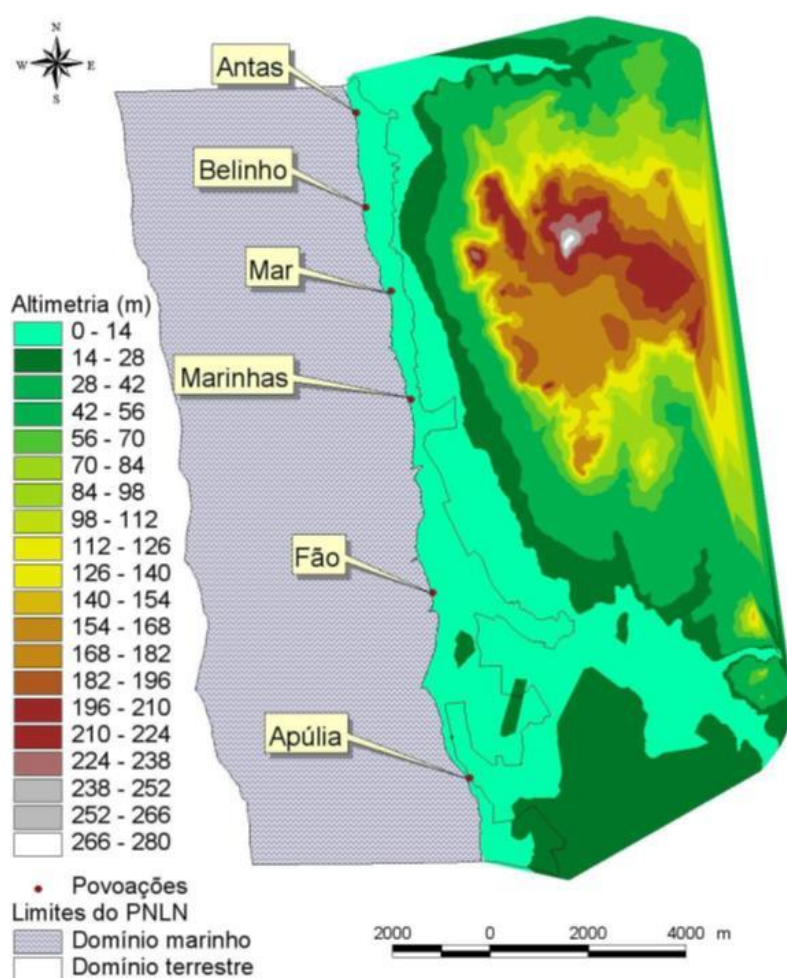 N
W E
S
Antas
Belinho
Mar
Marinhas
Fão
Apúlia
Altimetria (m)
0 - 14
14 - 28
28 - 42
42 - 56
56 - 70
70 - 84
84 - 98
98 - 112
112 - 126
126 - 140
140 - 154
154 - 168
168 - 182
182 - 196
196 - 210
210 - 224
224 - 238
238 - 252
252 - 266
266 - 280
Povoações
Limites do PNLN
Domínio marinho
Domínio terrestre
2000 0 2000 4000 m